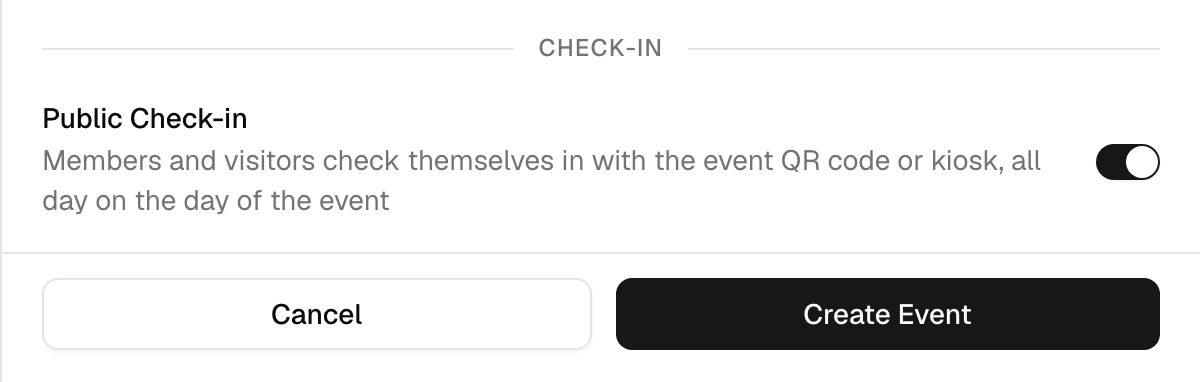 CHECK-IN
Public Check-in
Members and visitors check themselves in with the event QR code or kiosk, all
day on the day of the event
Cancel
Create Event